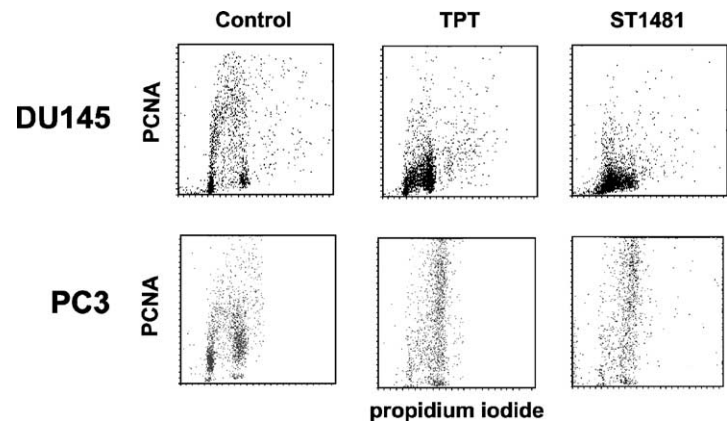 Control TPT ST1481
DU145 PCNA
PC3 PCNA
propidium iodide